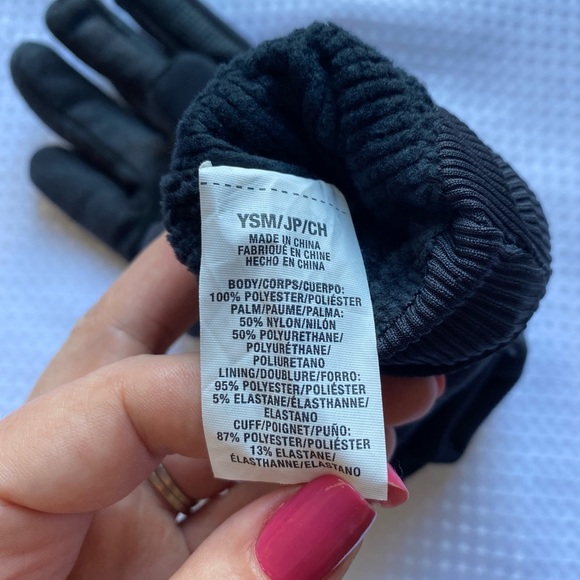 YSM/JP/CH
MADE IN CHINA
FABRIQUÉ EN CHINE
HECHO EN CHINA
BODY/CORPS/CUERPO:
100% POLYESTER/POLIÉSTER
PALM/PAUME/PALMA:
50% NYLON/NILÓN
50% POLYURETHANE/
POLYURÉTHANE/
POLIURETANO
LINING/DOUBLURE/FORRO:
95% POLYESTER/POLIÉSTER
5% ELASTANE/ÉLASTHANNE/
ELASTANO
CUFF/POIGNET/PUÑO:
87% POLYESTER/POLIÉSTER
13% ELASTANE/
ÉLASTHANNE/ELASTANO